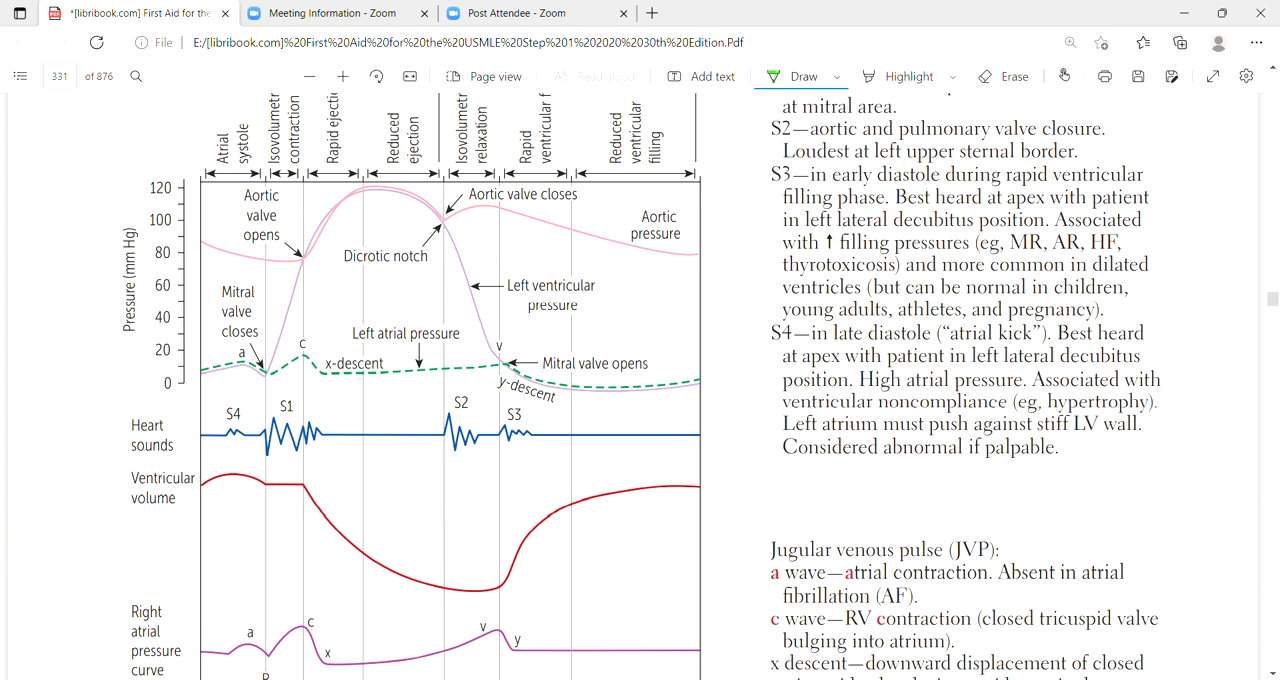 *[libribook.com] First Aid for the
Meeting Information - Zoom
Post Attendee - Zoom
File
E:/[libribook.com]%20First%20Aid%20for%20the%20USMLE%20Step%201%202020%2030th%20Edition.Pdf
331
of 876
Page view
Read aloud
Add text
Draw
Highlight
Erase
Atrial
systole
Isovolumetr
contraction
Rapid ejectio
Reduced
ejection
Isovolumetr
relaxation
Rapid
ventricular f
Reduced
ventricular
filling
Pressure (mm Hg)
120
100
80
60
40
20
0
Aortic
valve
opens
Aortic valve closes
Aortic
pressure
Dicrotic notch
Mitral
valve
closes
Left ventricular
pressure
Left atrial pressure
a
c
x-descent
v
Mitral valve opens
y-descent
Heart
sounds
S4
S1
S2
S3
Ventricular
volume
Right
atrial
pressure
curve
a
c
x
v
y
at mitral area.
S2—aortic and pulmonary valve closure.
Loudest at left upper sternal border.
S3—in early diastole during rapid ventricular
filling phase. Best heard at apex with patient
in left lateral decubitus position. Associated
with ↑ filling pressures (eg, MR, AR, HF,
thyrotoxicosis) and more common in dilated
ventricles (but can be normal in children,
young adults, athletes, and pregnancy).
S4—in late diastole (“atrial kick”). Best heard
at apex with patient in left lateral decubitus
position. High atrial pressure. Associated with
ventricular noncompliance (eg, hypertrophy).
Left atrium must push against stiff LV wall.
Considered abnormal if palpable.
Jugular venous pulse (JVP):
a wave—atrial contraction. Absent in atrial
fibrillation (AF).
c wave—RV contraction (closed tricuspid valve
bulging into atrium).
x descent—downward displacement of closed